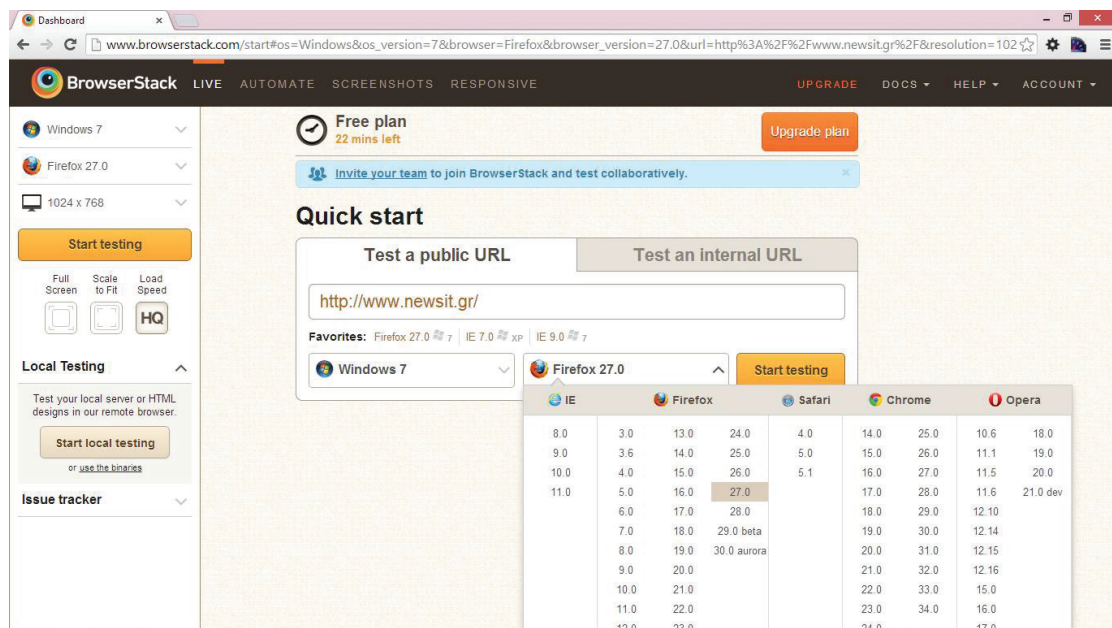 Dashboard
www.browserstack.com/start#os=Windows&os_version=7&browser=Firefox&browser_version=27.0&url=http%3A%2F%2Fwww.newsit.gr%2F&resolution=102
BrowserStack LIVE AUTOMATE SCREENSHOTS RESPONSIVE UPGRADE DOCS HELP ACCOUNT
Windows 7
Firefox 27.0
1024 x 768
Start testing
Full Screen
Scale to Fit
Load Speed
HQ
Local Testing
Test your local server or HTML
designs in our remote browser.
Start local testing
or use the binaries
Issue tracker
Free plan
22 mins left
Upgrade plan
Invite your team to join BrowserStack and test collaboratively.
Quick start
Test a public URL Test an internal URL
http://www.newsit.gr/
Favorites: Firefox 27.0 7 IE 7.0 XP IE 9.0 7
Windows 7 Firefox 27.0 Start testing
IE Firefox Safari Chrome Opera
8.0 3.0 13.0 24.0 4.0 14.0 25.0 10.6 18.0
9.0 3.6 14.0 25.0 5.0 15.0 26.0 11.1 19.0
10.0 4.0 15.0 26.0 5.1 16.0 27.0 11.5 20.0
11.0 5.0 16.0 27.0 17.0 28.0 11.6 21.0 dev
6.0 17.0 28.0 18.0 29.0 12.10
7.0 18.0 29.0 beta 19.0 30.0 12.14
8.0 19.0 30.0 aurora 20.0 31.0 12.15
9.0 20.0 21.0 32.0 12.16
10.0 21.0 22.0 33.0 15.0
11.0 22.0 23.0 34.0 16.0
12.0 23.0 24.0 17.0